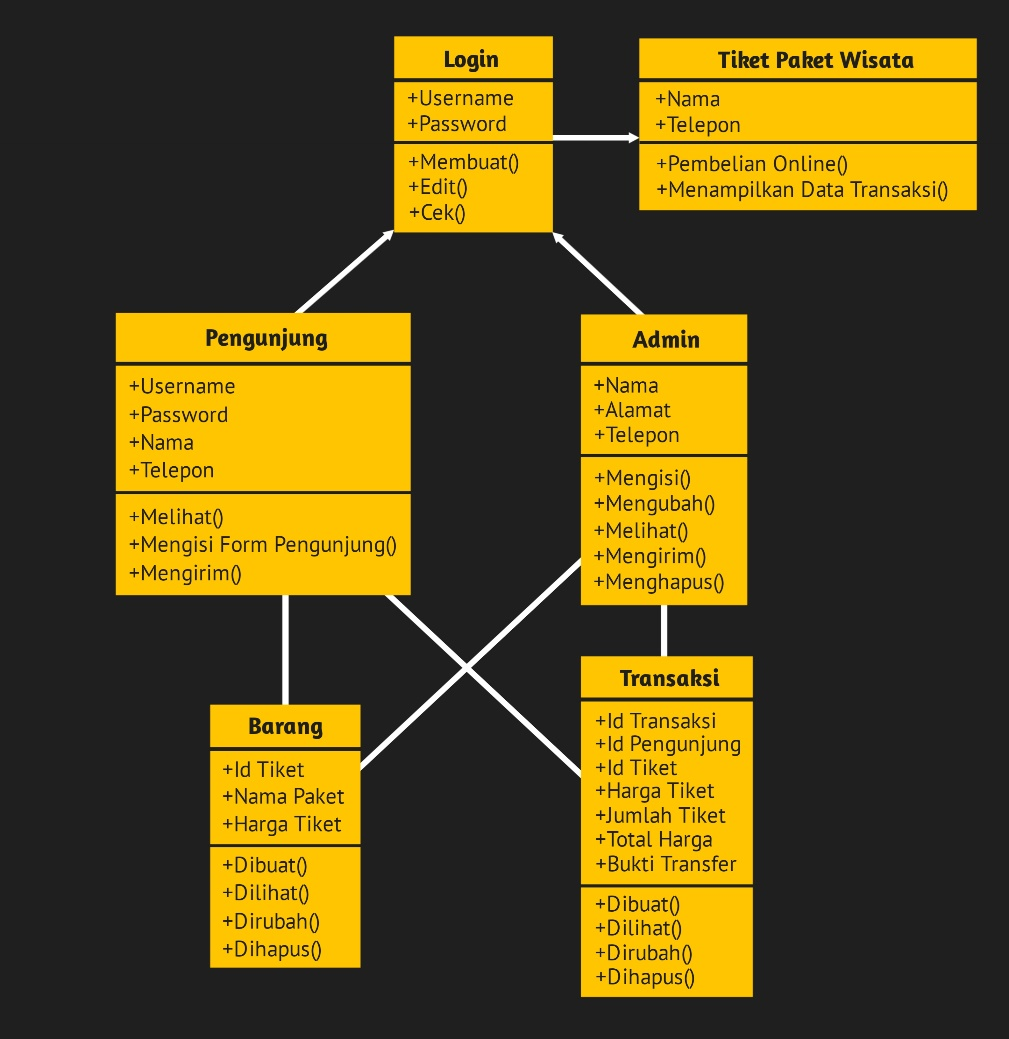 Login
+Username
+Password
+Membuat()
+Edit()
+Cek()
Tiket Paket Wisata
+Nama
+Telepon
+Pembelian Online()
+Menampilkan Data Transaksi()
Pengunjung
+Username
+Password
+Nama
+Telepon
+Melihat()
+Mengisi Form Pengunjung()
+Mengirim()
Admin
+Nama
+Alamat
+Telepon
+Mengisi()
+Mengubah()
+Melihat()
+Mengirim()
+Menghapus()
Barang
+Id Tiket
+Nama Paket
+Harga Tiket
+Dibuat()
+Dilihat()
+Dirubah()
+Dihapus()
Transaksi
+Id Transaksi
+Id Pengunjung
+Id Tiket
+Harga Tiket
+Jumlah Tiket
+Total Harga
+Bukti Transfer
+Dibuat()
+Dilihat()
+Dirubah()
+Dihapus()